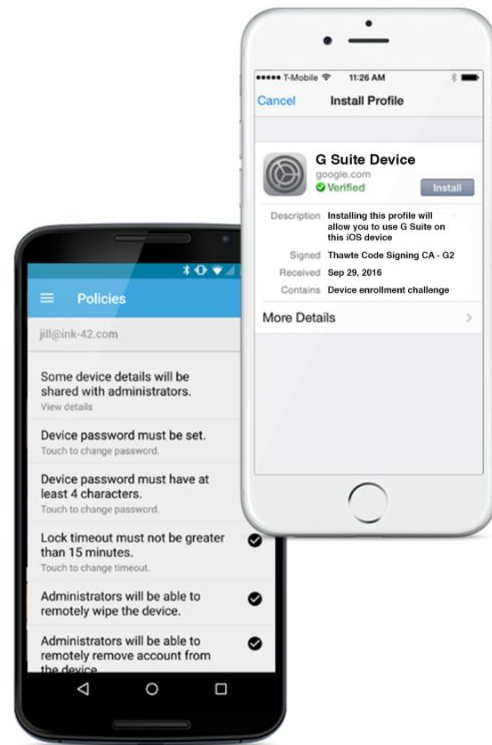 T-Mobile 11:26 AM
Cancel Install Profile
G Suite Device
google.com
Verified Install
Description Installing this profile will
allow you to use G Suite on
this iOS device
Signed Thawte Code Signing CA - G2
Received Sep 29, 2016
Contains Device enrollment challenge
More Details
Policies
jill@ink-42.com
Some device details will be
shared with administrators.
View details
Device password must be set.
Touch to change password.
Device password must have at
least 4 characters.
Touch to change password.
Lock timeout must not be greater
than 15 minutes.
Touch to change timeout.
Administrators will be able to
remotely wipe the device.
Administrators will be able to
remotely remove account from
the device